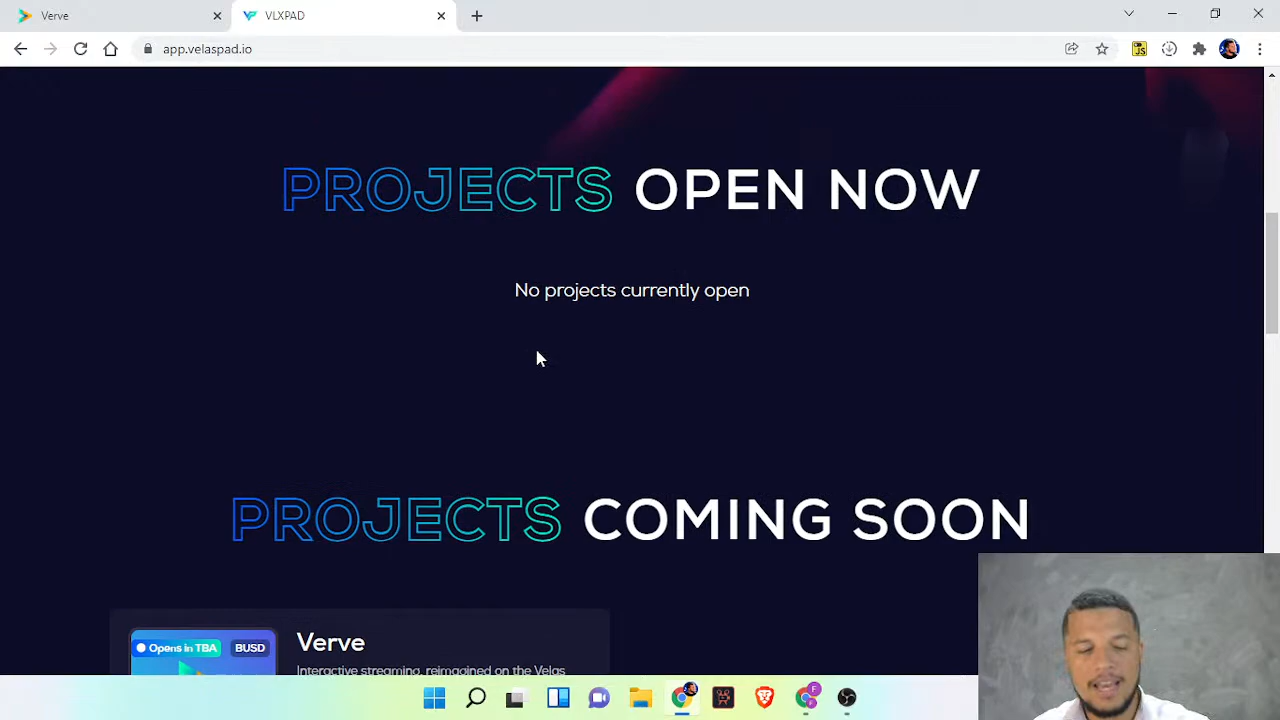 Verve
VLXPAD
app.velaspad.io
JS
PROJECTS OPEN NOW
No projects currently open
PROJECTS COMING SOON
Opens in TBA
BUSD
Verve
Interactive streaming, reimagined on the Velas